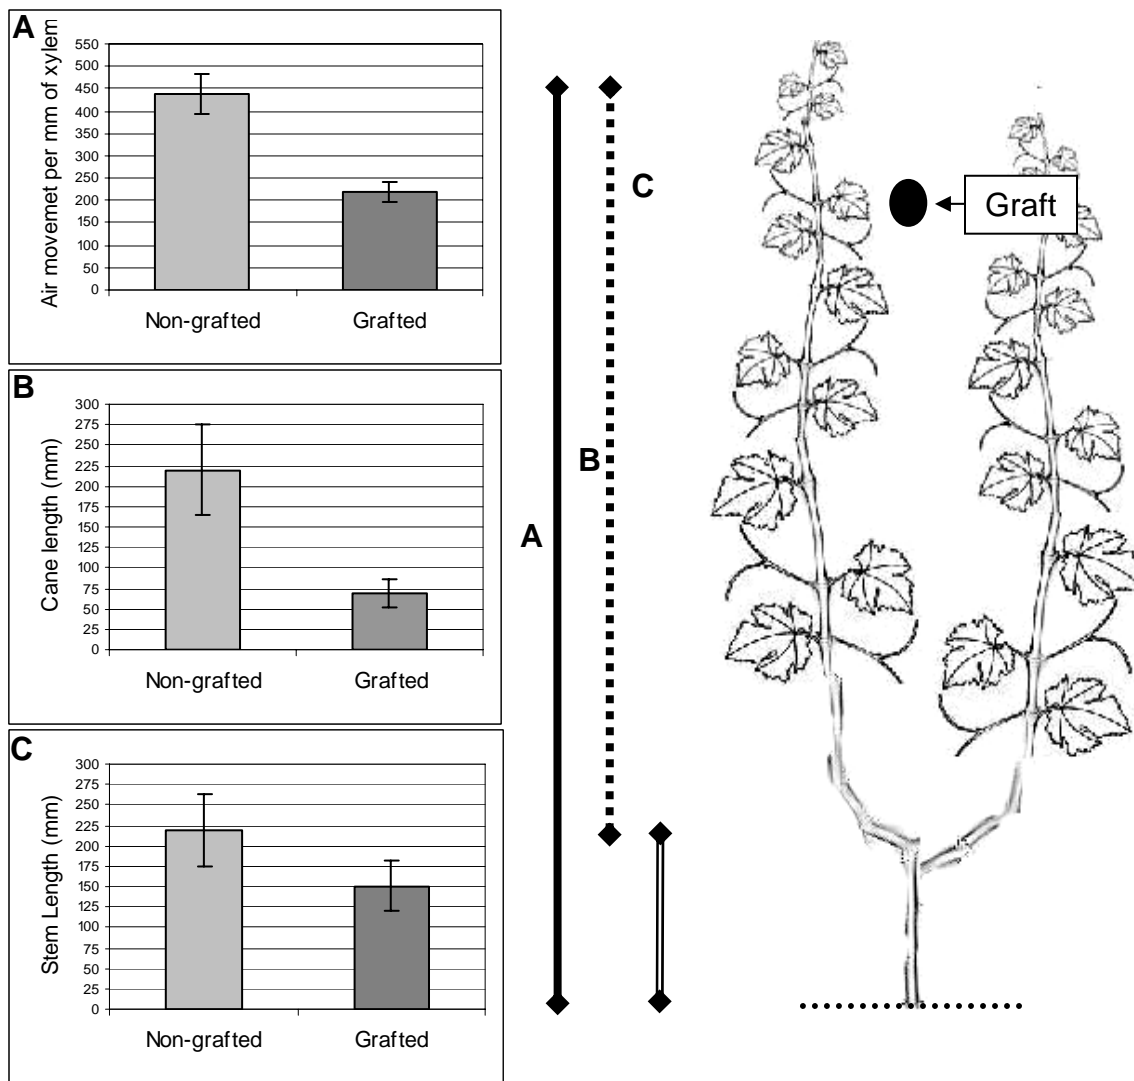 A
Air movemet per mm of xylem
550
500
450
400
350
300
250
200
150
100
50
0
Non-grafted Grafted
B
Cane length (mm)
300
275
250
225
200
175
150
125
100
75
50
25
0
Non-grafted Grafted
C
Stem Length (mm)
300
275
250
225
200
175
150
125
100
75
50
25
0
Non-grafted Grafted
A
B
C
Graft